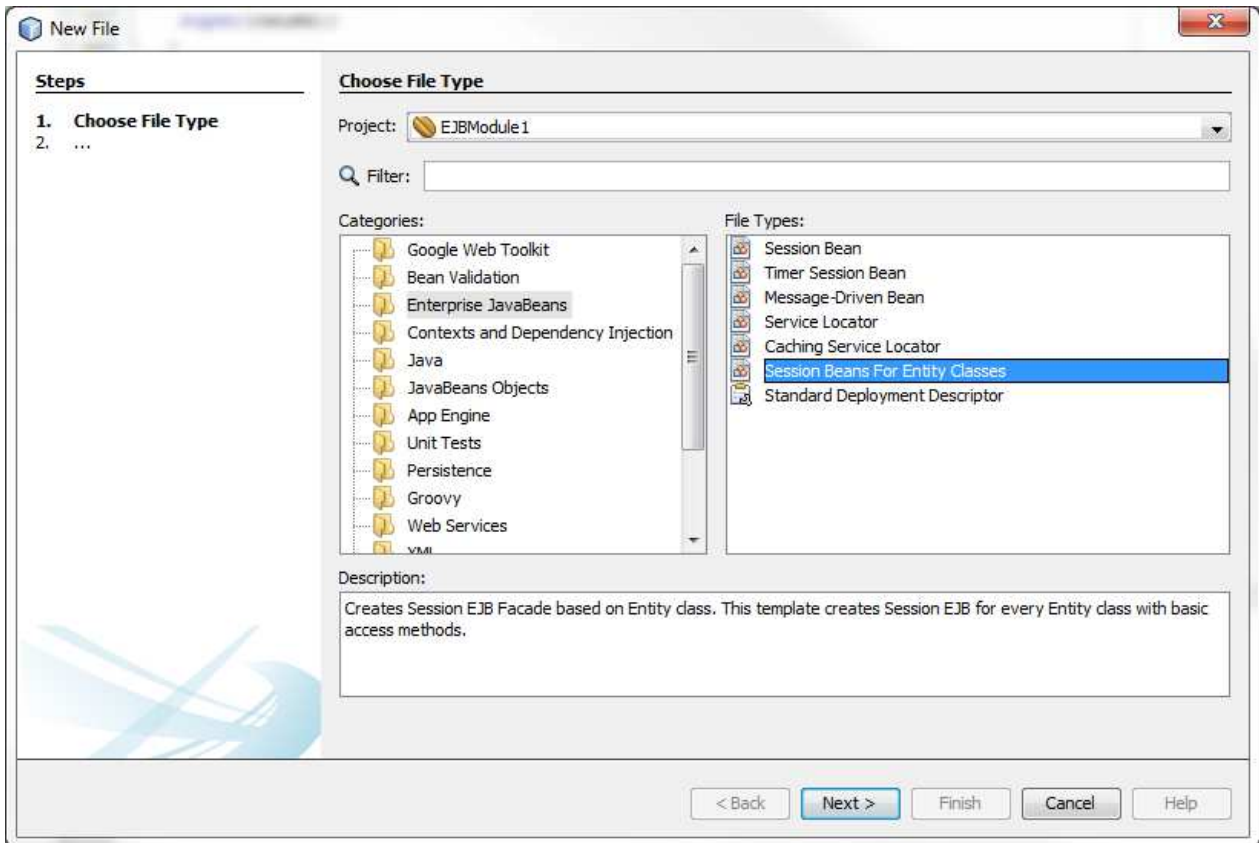 New File
Steps
1. Choose File Type
2. ...
Choose File Type
Project: EJBModule1
Filter:
Categories:
Google Web Toolkit
Bean Validation
Enterprise JavaBeans
Contexts and Dependency Injection
Java
JavaBeans Objects
App Engine
Unit Tests
Persistence
Groovy
Web Services
XML
File Types:
Session Bean
Timer Session Bean
Message-Driven Bean
Service Locator
Caching Service Locator
Session Beans For Entity Classes
Standard Deployment Descriptor
Description:
Creates Session EJB Facade based on Entity class. This template creates Session EJB for every Entity class with basic
access methods.
< Back Next > Finish Cancel Help